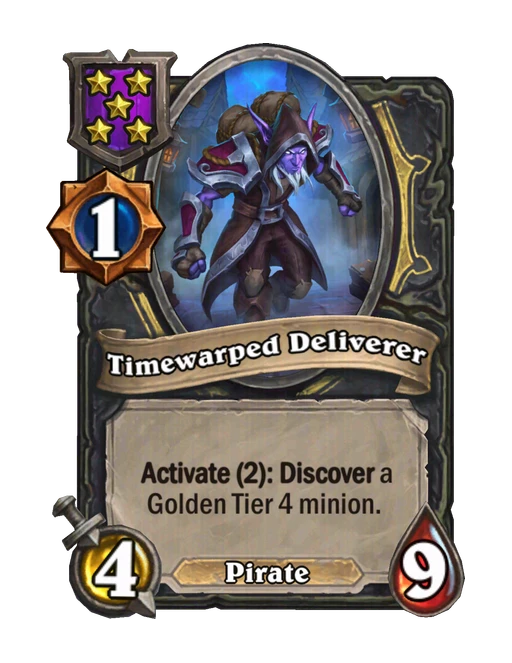 1
Timewarped Deliverer
Activate (2): Discover a
Golden Tier 4 minion.
4
Pirate
9